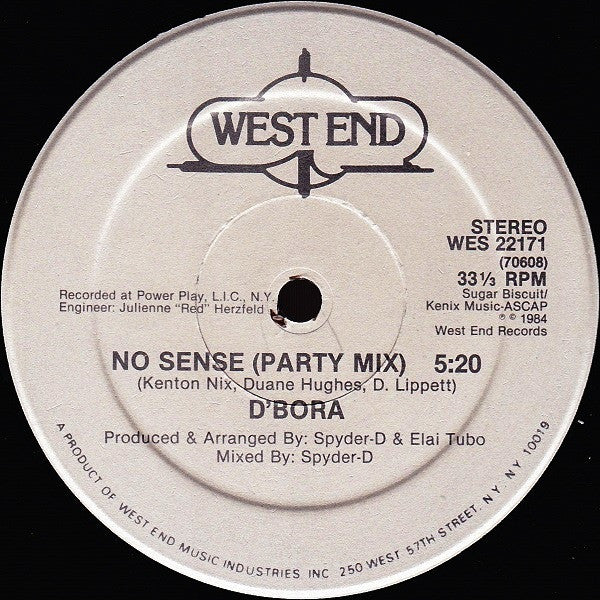 WEST END
STEREO
WES 22171
(70608)
33⅓ RPM
Sugar Biscuit/
Kenix Music-ASCAP
℗ © 1984
West End Records
Recorded at Power Play, L.I.C., N.Y.
Engineer: Julienne "Red" Herzfeld
NO SENSE (PARTY MIX) 5:20
(Kenton Nix, Duane Hughes, D. Lippett)
D'BORA
Produced & Arranged By: Spyder-D & Elai Tubo
Mixed By: Spyder-D
A PRODUCT OF WEST END MUSIC INDUSTRIES INC 250 WEST 57TH STREET, N.Y. NY 10019